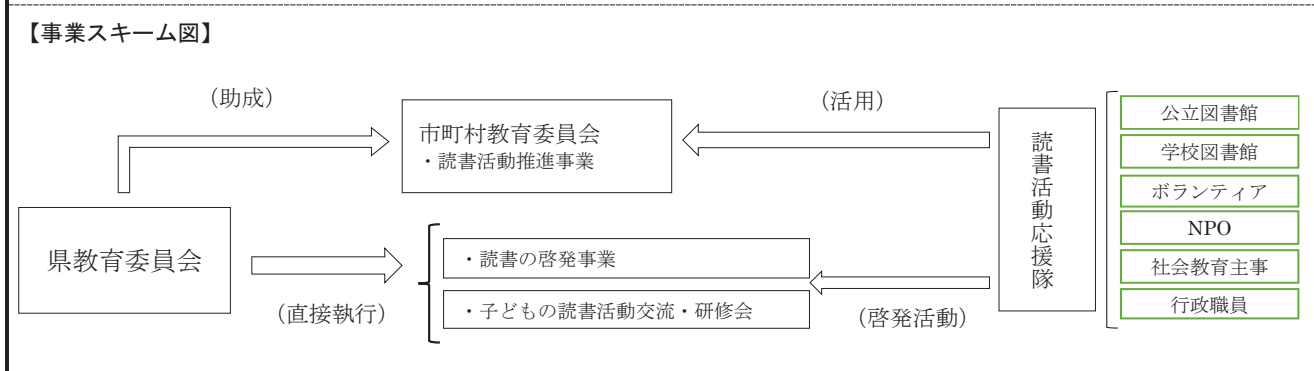 【事業スキーム図】
（助成）
（活用）
市町村教育委員会
・読書活動推進事業
県教育委員会
（直接執行）
・読書の啓発事業
・子どもの読書活動交流・研修会
（啓発活動）
読書活動応援隊
公立図書館
学校図書館
ボランティア
NPO
社会教育主事
行政職員